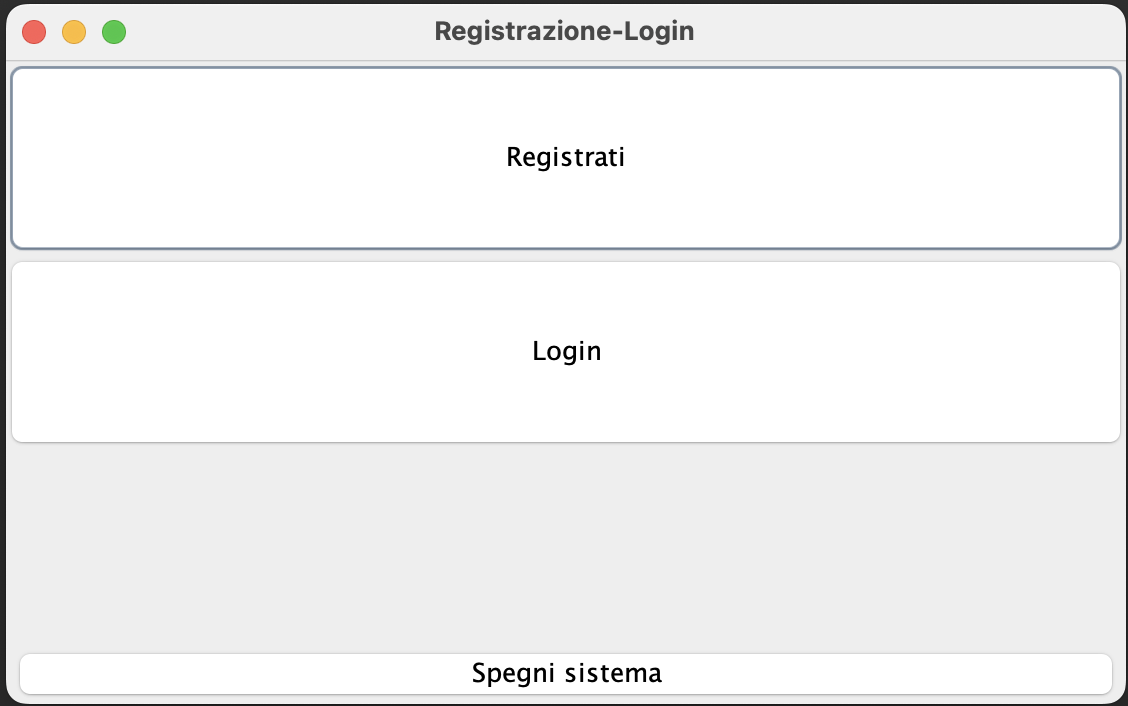 Registrazione-Login
Registrati
Login
Spegni sistema